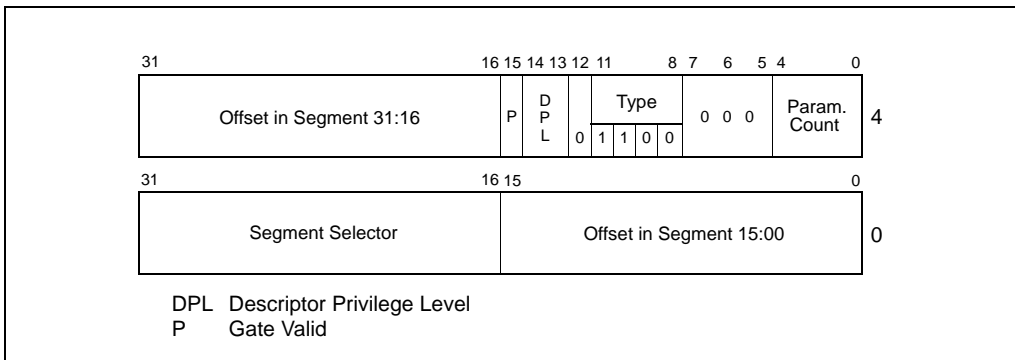 31 16 15 14 13 12 11 8 7 6 5 4 0
Offset in Segment 31:16 P DPL 0 Type 1 1 0 0 0 0 0 Param. Count 4
31 16 15 0
Segment Selector Offset in Segment 15:00 0
DPL Descriptor Privilege Level
P Gate Valid